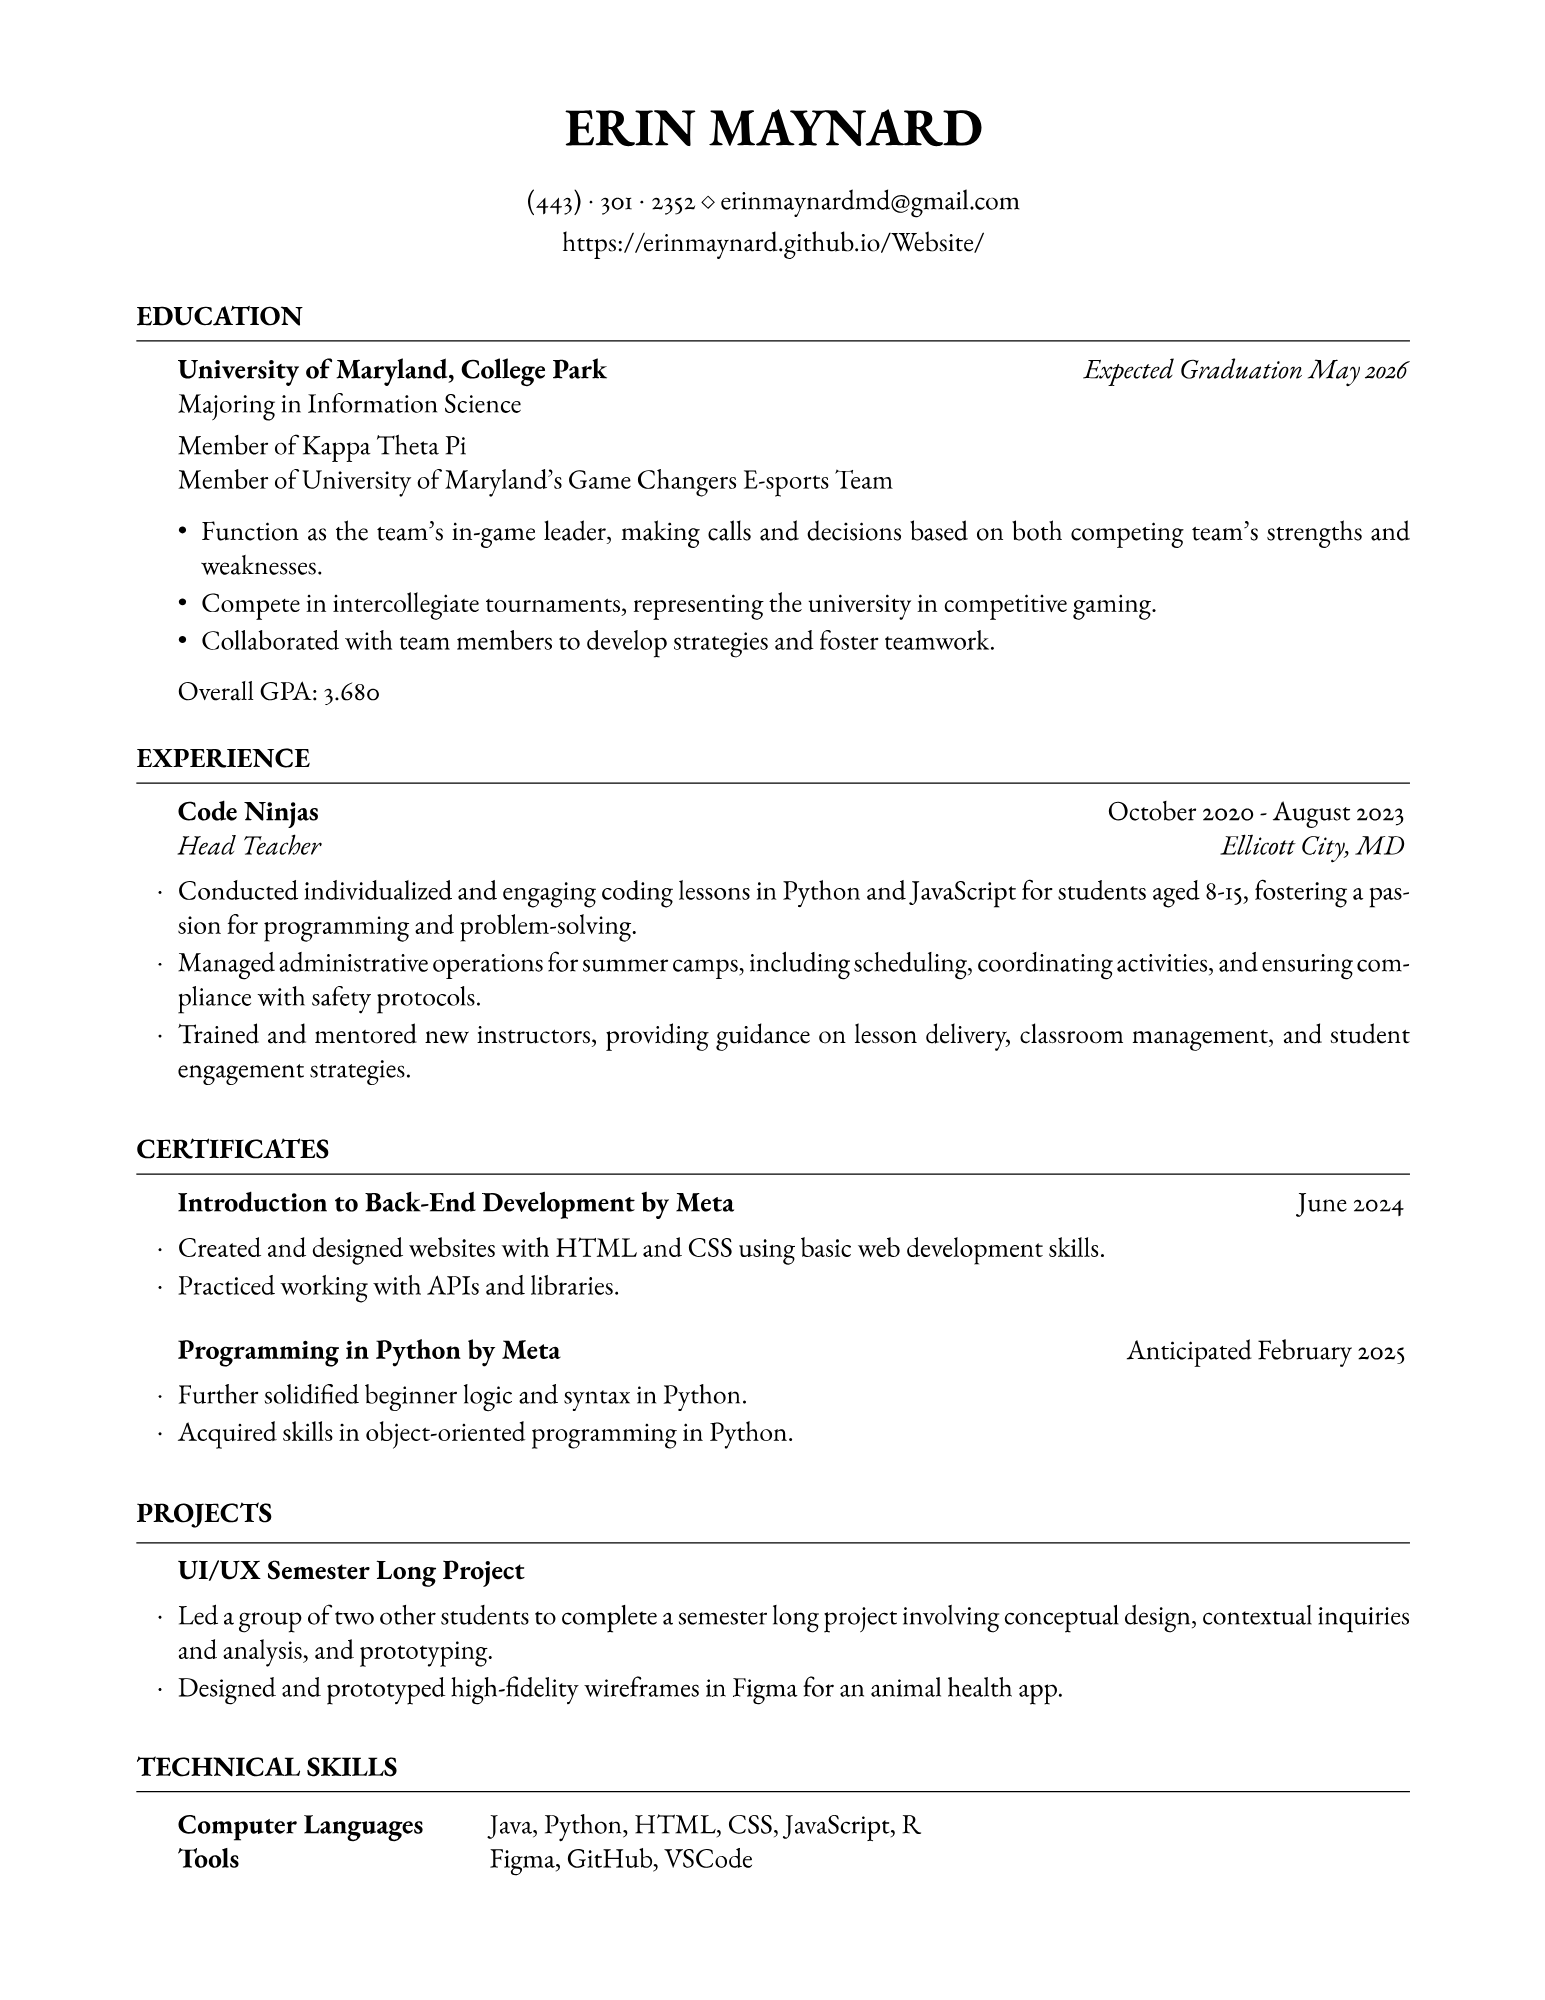 ERIN MAYNARD
(443) · 301 · 2352 ⋄ erinmaynardmd@gmail.com
https://erinmaynard.github.io/Website/
EDUCATION
University of Maryland, College Park Expected Graduation May 2026
Majoring in Information Science
Member of Kappa Theta Pi
Member of University of Maryland’s Game Changers E-sports Team
• Function as the team’s in-game leader, making calls and decisions based on both competing team’s strengths and
weaknesses.
• Compete in intercollegiate tournaments, representing the university in competitive gaming.
• Collaborated with team members to develop strategies and foster teamwork.
Overall GPA: 3.680
EXPERIENCE
Code Ninjas October 2020 - August 2023
Head Teacher Ellicott City, MD
· Conducted individualized and engaging coding lessons in Python and JavaScript for students aged 8-15, fostering a pas-
sion for programming and problem-solving.
· Managed administrative operations for summer camps, including scheduling, coordinating activities, and ensuring com-
pliance with safety protocols.
· Trained and mentored new instructors, providing guidance on lesson delivery, classroom management, and student
engagement strategies.
CERTIFICATES
Introduction to Back-End Development by Meta June 2024
· Created and designed websites with HTML and CSS using basic web development skills.
· Practiced working with APIs and libraries.
Programming in Python by Meta Anticipated February 2025
· Further solidified beginner logic and syntax in Python.
· Acquired skills in object-oriented programming in Python.
PROJECTS
UI/UX Semester Long Project
· Led a group of two other students to complete a semester long project involving conceptual design, contextual inquiries
and analysis, and prototyping.
· Designed and prototyped high-fidelity wireframes in Figma for an animal health app.
TECHNICAL SKILLS
Computer Languages Java, Python, HTML, CSS, JavaScript, R
Tools Figma, GitHub, VSCode